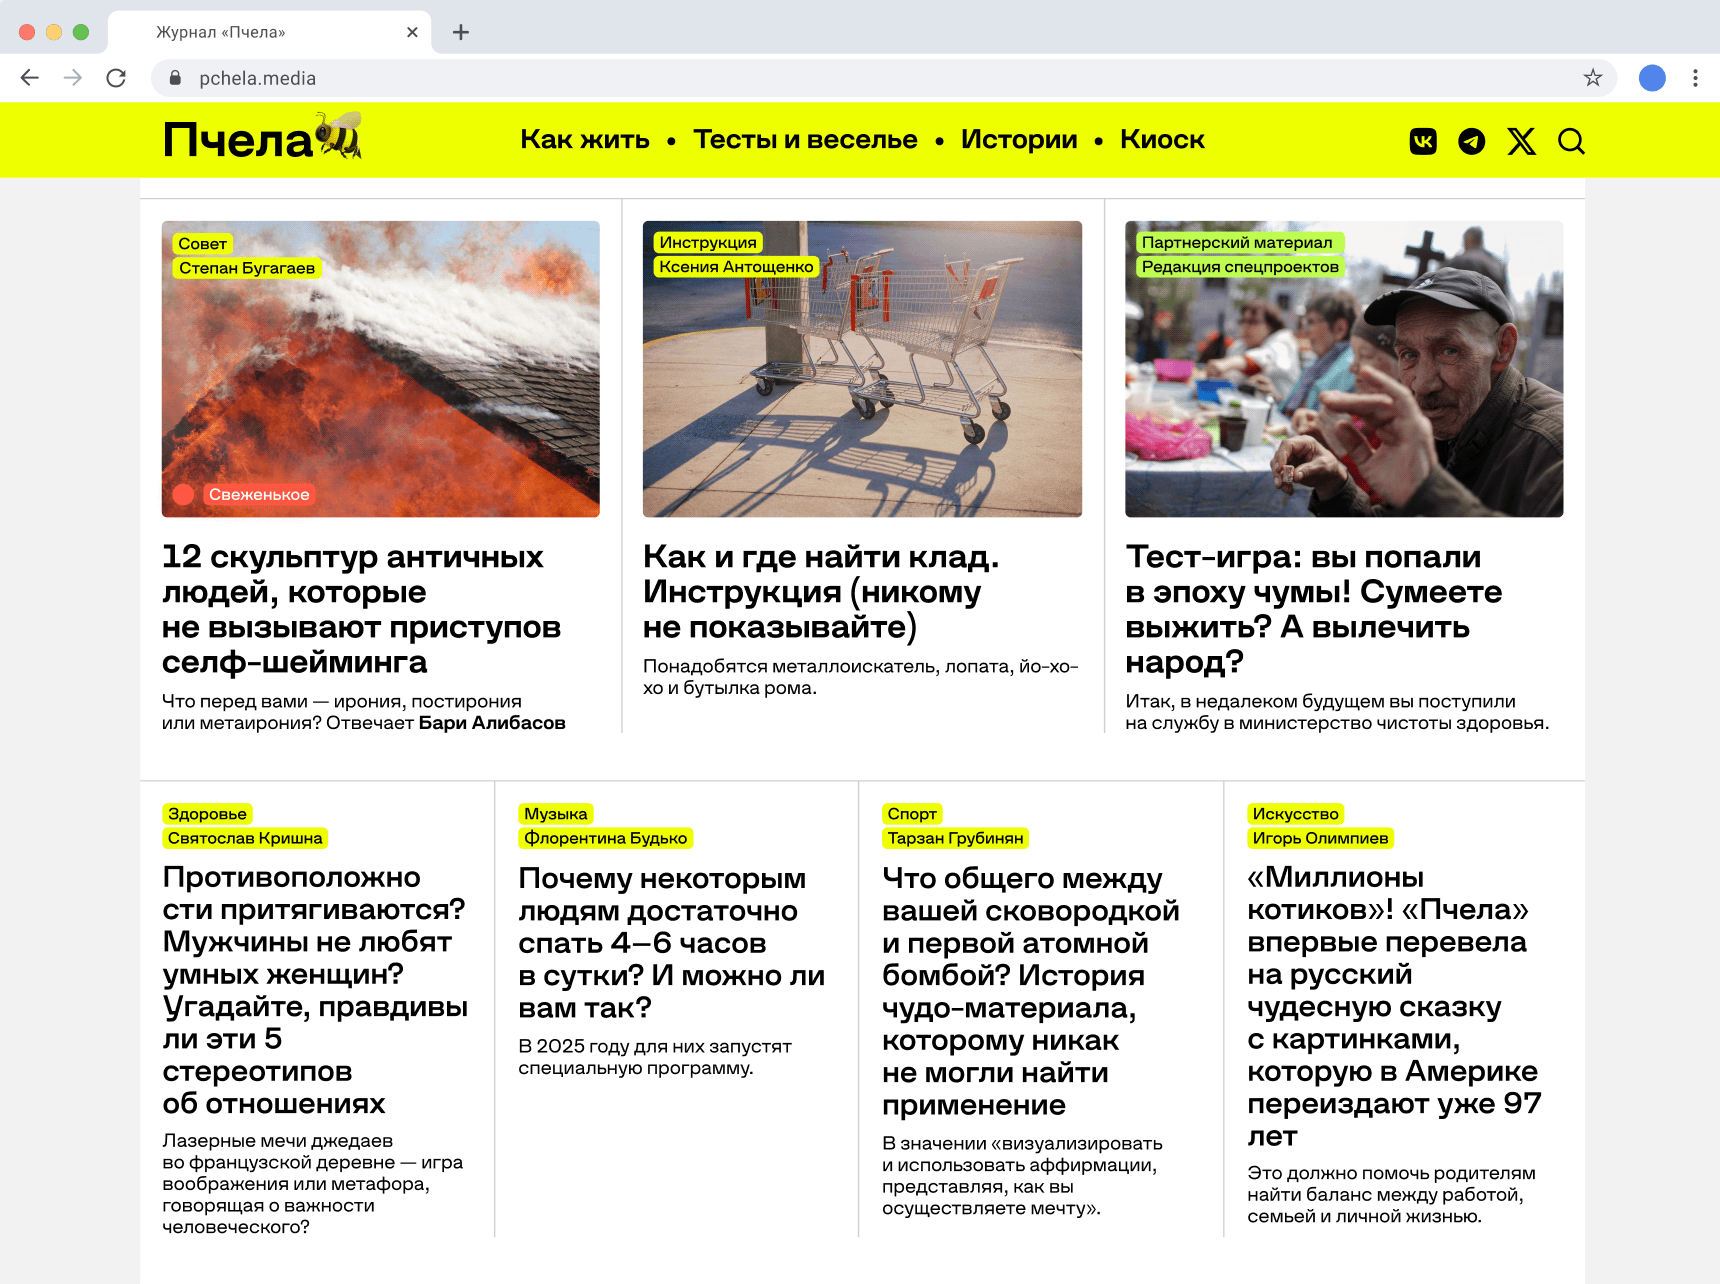 Журнал «Пчела»
pchela.media
Пчела
Как жить • Тесты и веселье • Истории • Киоск
Совет
Степан Бугагаев
Свеженькое
12 скульптур античных
людей, которые
не вызывают приступов
селф-шейминга
Что перед вами — ирония, постирония
или метаирония? Отвечает Бари Алибасов
Инструкция
Ксения Антощенко
Как и где найти клад.
Инструкция (никому
не показывайте)
Понадобятся металлоискатель, лопата, йо-хо-
хо и бутылка рома.
Партнерский материал
Редакция спецпроектов
Тест-игра: вы попали
в эпоху чумы! Сумеете
выжить? А вылечить
народ?
Итак, в недалеком будущем вы поступили
на службу в министерство чистоты здоровья.
Здоровье
Святослав Кришна
Противоположно
сти притягиваются?
Мужчины не любят
умных женщин?
Угадайте, правдивы
ли эти 5
стереотипов
об отношениях
Лазерные мечи джедаев
во французской деревне — игра
воображения или метафора,
говорящая о важности
человеческого?
Музыка
Флорентина Будько
Почему некоторым
людям достаточно
спать 4–6 часов
в сутки? И можно ли
вам так?
В 2025 году для них запустят
специальную программу.
Спорт
Тарзан Грубинян
Что общего между
вашей сковородкой
и первой атомной
бомбой? История
чудо-материала,
которому никак
не могли найти
применение
В значении «визуализировать
и использовать аффирмации,
представляя, как вы
осуществляете мечту».
Искусство
Игорь Олимпиев
«Миллионы
котиков»! «Пчела»
впервые перевела
на русский
чудесную сказку
с картинками,
которую в Америке
переиздают уже 97
лет
Это должно помочь родителям
найти баланс между работой,
семьей и личной жизнью.